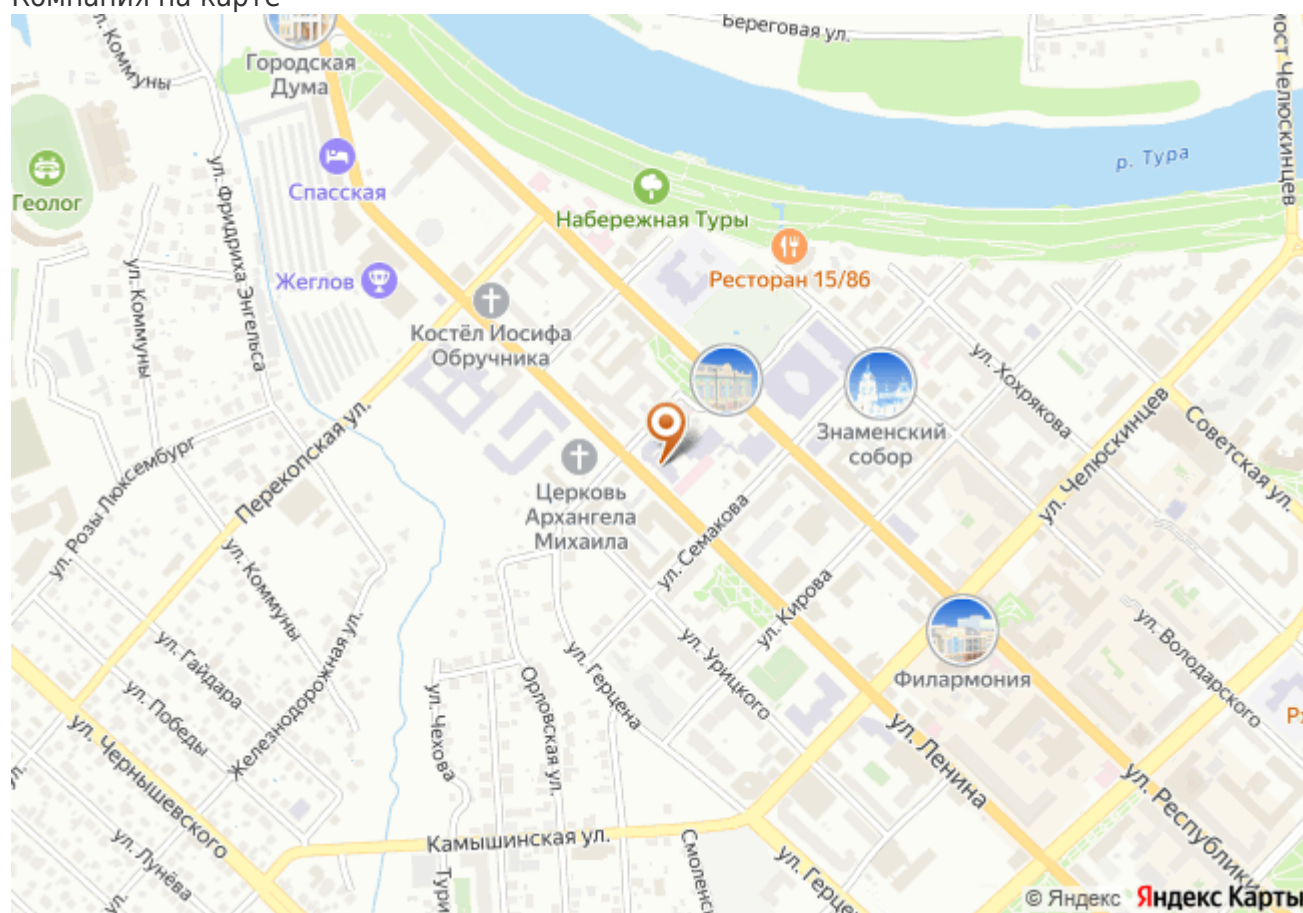 Компания на карте
ул. Коммуны
Городская
Дума
Береговая ул.
мост Челюскинцев
р. Тура
Геолог
Спасская
ул. Фридриха Энгельса
Набережная Туры
Ресторан 15/86
Жеглов
ул. Коммуны
Костёл Иосифа
Обручника
ул. Хохрякова
Знаменский
собор
ул. Челюскинцев
Советская ул.
ул. Розы Люксембург
Перекопская ул.
Церковь
Архангела
Михаила
ул. Семакова
ул. Коммуны
ул. Кирова
ул. Гайдара
ул. Победы
Железнодорожная ул.
ул. Герцена
ул. Урицкого
Филармония
ул. Володарского
ул. Чехова
Орловская ул.
ул. Ленина
ул. Республики
ул. Чернышевского
Камышинская ул.
ул. Лунёва
Тури
Смоленс
ул. Герце
© Яндекс Яндекс Карты